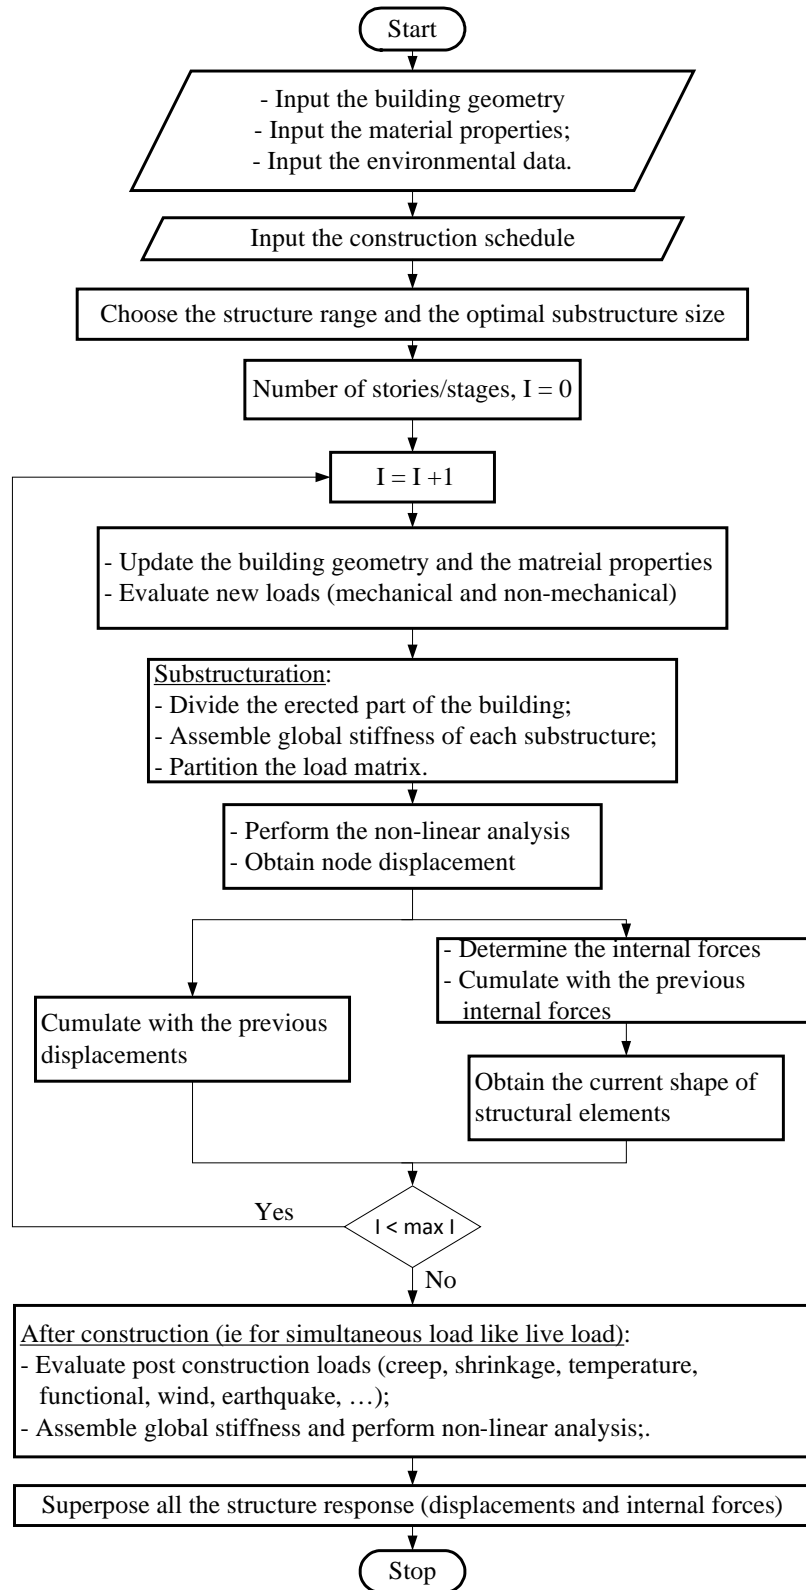 Start
- Input the building geometry
- Input the material properties;
- Input the environmental data.
Input the construction schedule
Choose the structure range and the optimal substructure size
Number of stories/stages, I = 0
I = I +1
- Update the building geometry and the matreial properties
- Evaluate new loads (mechanical and non-mechanical)
Substructuration:
- Divide the erected part of the building;
- Assemble global stiffness of each substructure;
- Partition the load matrix.
- Perform the non-linear analysis
- Obtain node displacement
Cumulate with the previous
displacements
- Determine the internal forces
- Cumulate with the previous
internal forces
Obtain the current shape of
structural elements
Yes
I < max I
No
After construction (ie for simultaneous load like live load):
- Evaluate post construction loads (creep, shrinkage, temperature,
functional, wind, earthquake, …);
- Assemble global stiffness and perform non-linear analysis;.
Superpose all the structure response (displacements and internal forces)
Stop